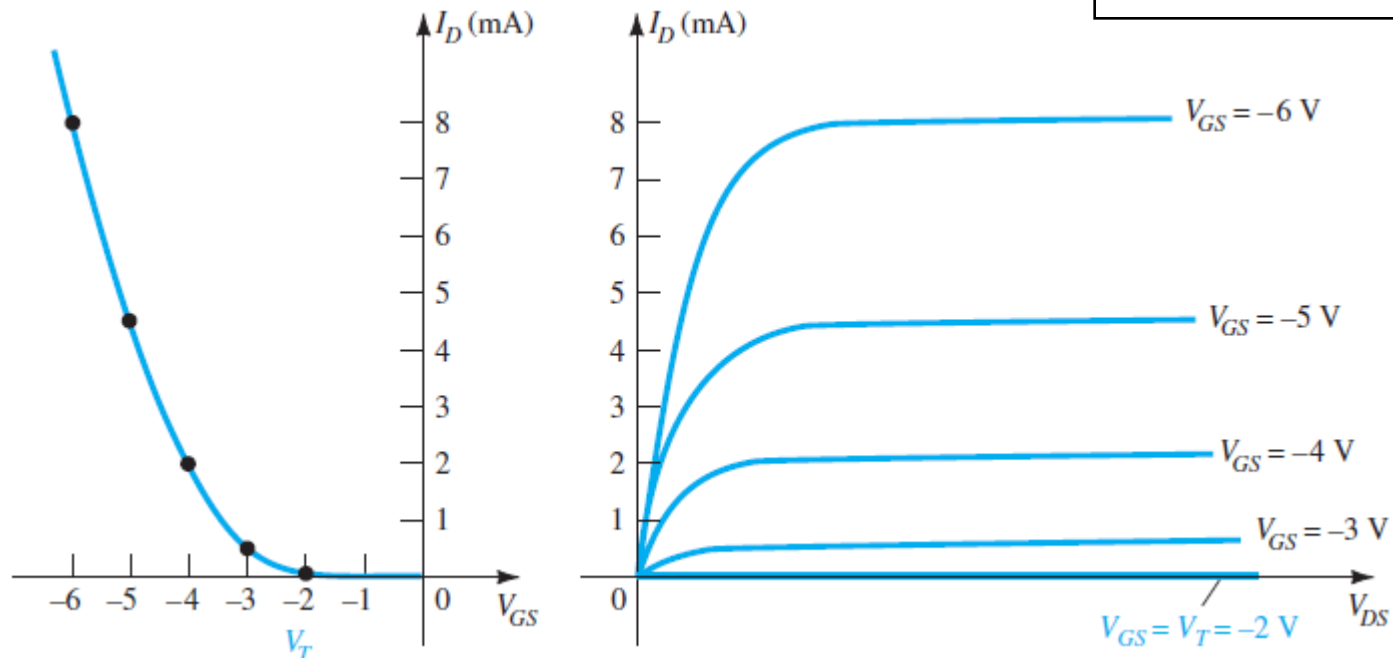 I_D (mA)
8
7
6
5
4
3
2
1
0
–6 –5 –4 –3 –2 –1
V_GS
V_T
I_D (mA)
8
7
6
5
4
3
2
1
0
V_GS = –6 V
V_GS = –5 V
V_GS = –4 V
V_GS = –3 V
V_DS
V_GS = V_T = –2 V